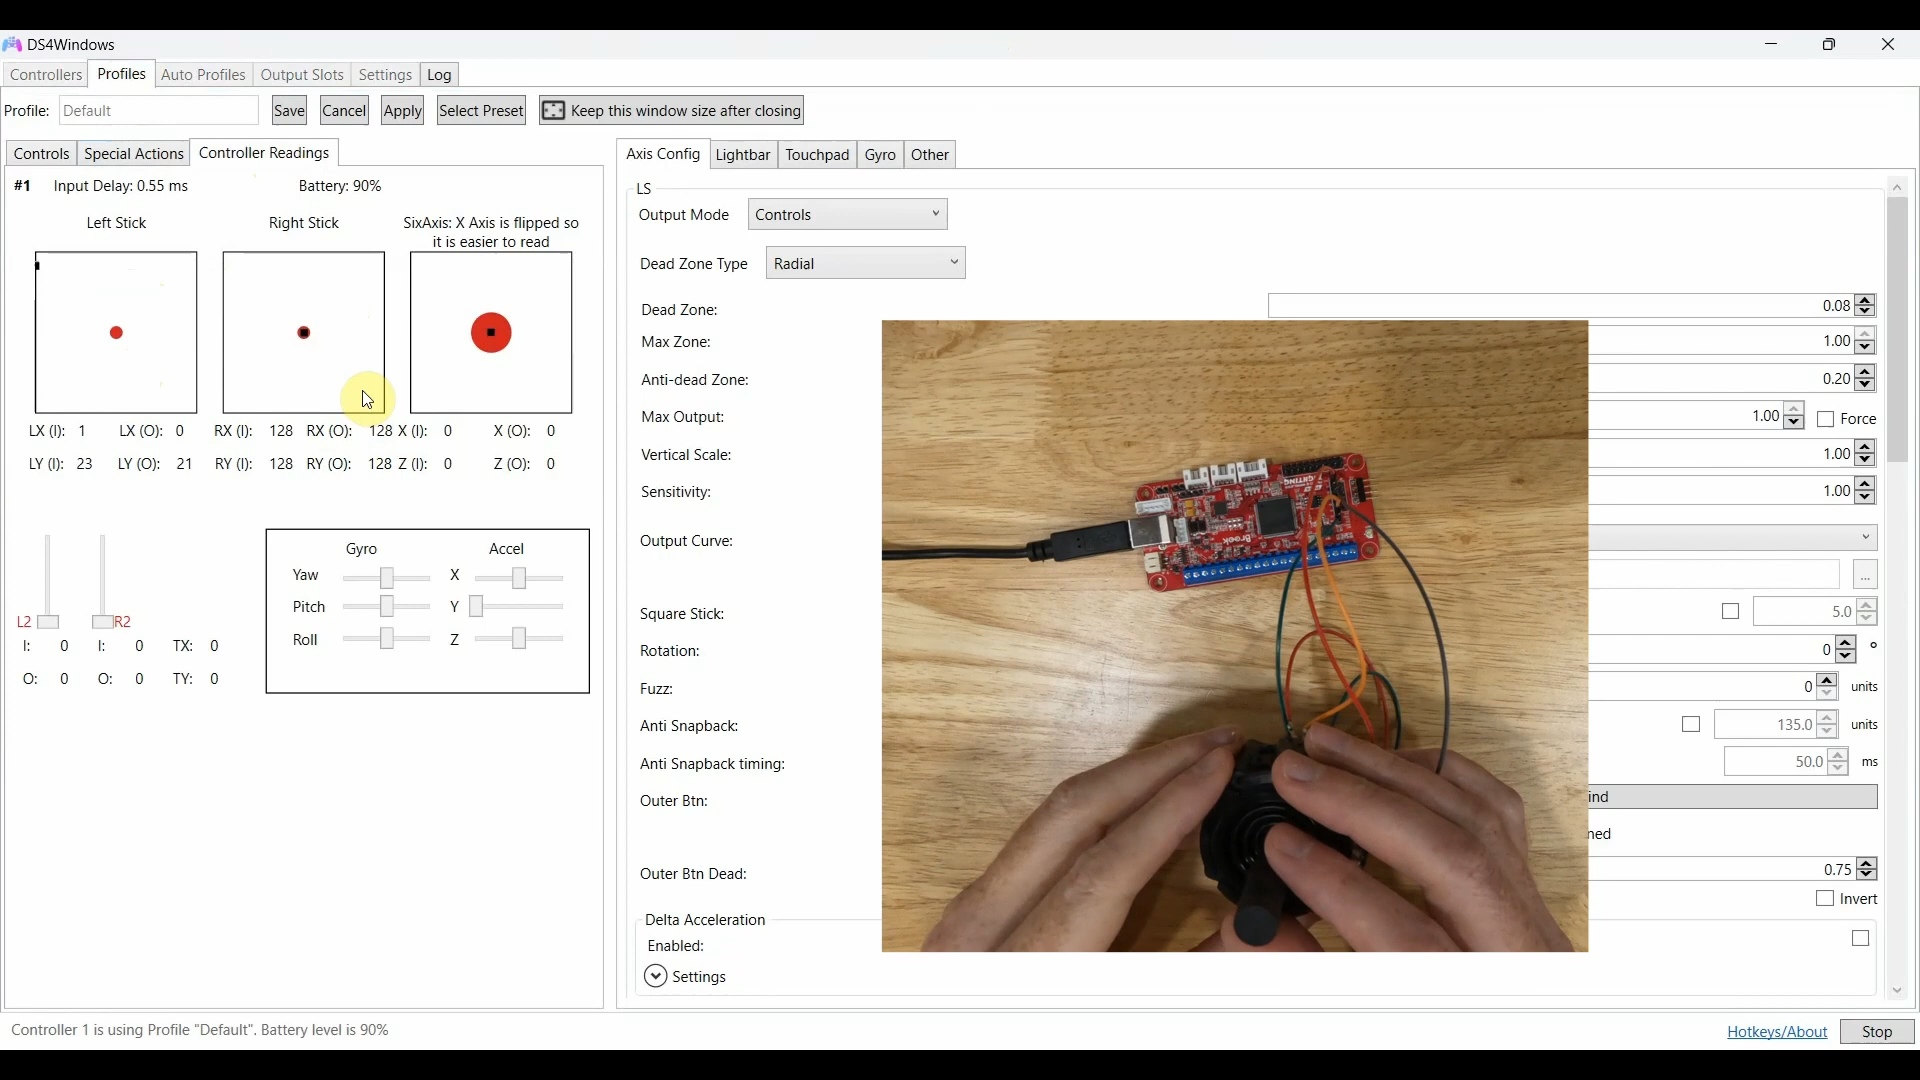 DS4Windows
Controllers Profiles Auto Profiles Output Slots Settings Log
Profile: Default Save Cancel Apply Select Preset Keep this window size after closing
Controls Special Actions Controller Readings
#1 Input Delay: 0.55 ms Battery: 90%
Left Stick Right Stick SixAxis: X Axis is flipped so
it is easier to read
LX (I): 1 LX (O): 0 RX (I): 128 RX (O): 128 X (I): 0 X (O): 0
LY (I): 23 LY (O): 21 RY (I): 128 RY (O): 128 Z (I): 0 Z (O): 0
Gyro Accel
Yaw X
Pitch Y
Roll Z
L2 R2
I: 0 I: 0 TX: 0
O: 0 O: 0 TY: 0
Axis Config Lightbar Touchpad Gyro Other
LS
Output Mode Controls
Dead Zone Type Radial
Dead Zone: 0.08
Max Zone: 1.00
Anti-dead Zone: 0.20
Max Output: 1.00 Force
Vertical Scale: 1.00
Sensitivity: 1.00
Output Curve:
...
Square Stick: 5.0
Rotation: 0 °
Fuzz: 0 units
Anti Snapback: 135.0 units
Anti Snapback timing: 50.0 ms
Outer Btn: ind
ned
Outer Btn Dead: 0.75
Invert
Delta Acceleration
Enabled:
Settings
Brook
FIGHTING
Controller 1 is using Profile "Default". Battery level is 90%
Hotkeys/About Stop